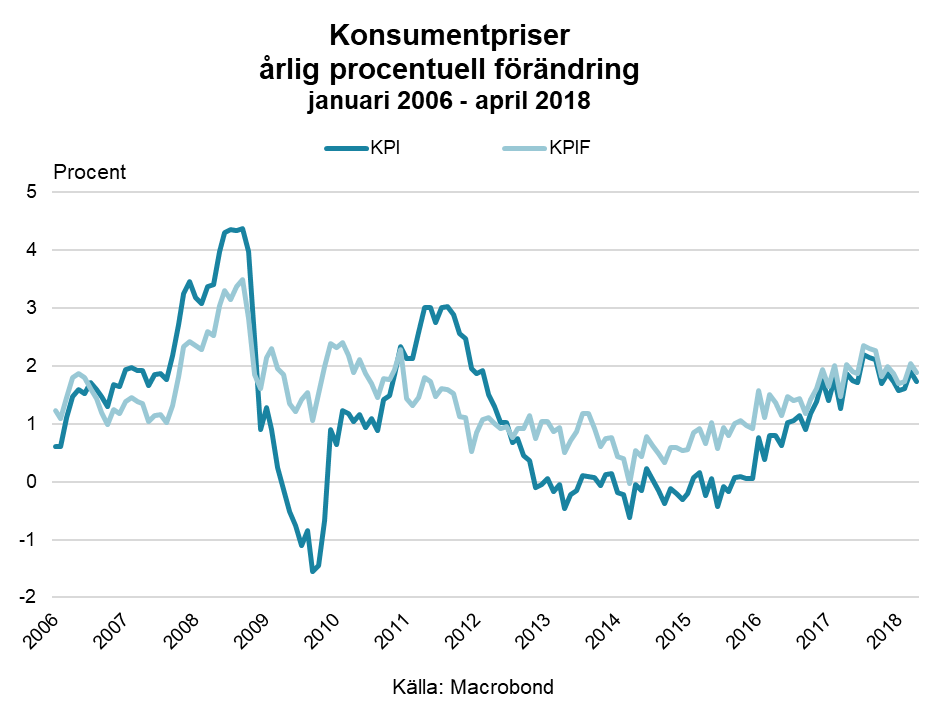 Konsumentpriser
årlig procentuell förändring
januari 2006 - april 2018
KPI KPIF
Procent
5
4
3
2
1
0
-1
-2
2006 2007 2008 2009 2010 2011 2012 2013 2014 2015 2016 2017 2018
Källa: Macrobond